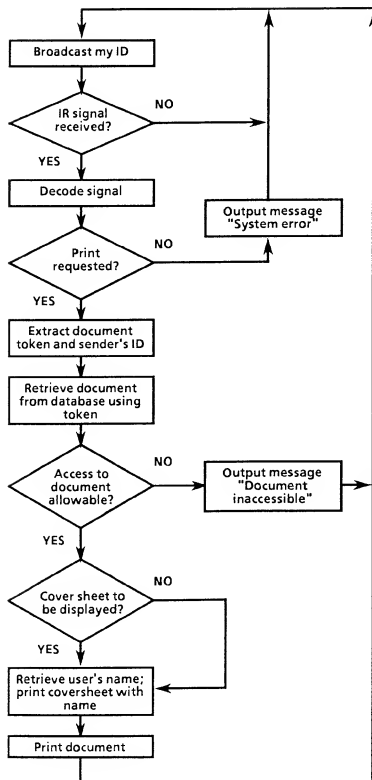 Broadcast my ID
IR signal
received?
NO
YES
Decode signal
Output message
"System error"
Print
requested?
NO
YES
Extract document
token and sender's ID
Retrieve document
from database using
token
Access to
document
allowable?
NO
Output message
"Document
inaccessible"
YES
Cover sheet to
be displayed?
NO
YES
Retrieve user's name;
print coversheet with
name
Print document